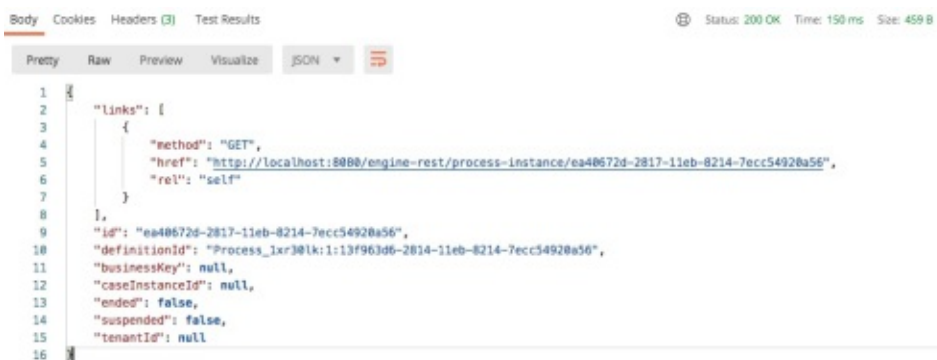 Body Cookies Headers (3) Test Results Status: 200 OK Time: 150 ms Size: 459 B
Pretty Raw Preview Visualize JSON
1 {
2 "links": [
3 {
4 "method": "GET",
5 "href": "http://localhost:8080/engine-rest/process-instance/ea40672d-2817-11eb-8214-7ecc54920a56",
6 "rel": "self"
7 }
8 ],
9 "id": "ea40672d-2817-11eb-8214-7ecc54920a56",
10 "definitionId": "Process_1xr30lk:1:13f963d6-2814-11eb-8214-7ecc54920a56",
11 "businessKey": null,
12 "caseInstanceId": null,
13 "ended": false,
14 "suspended": false,
15 "tenantId": null
16 }